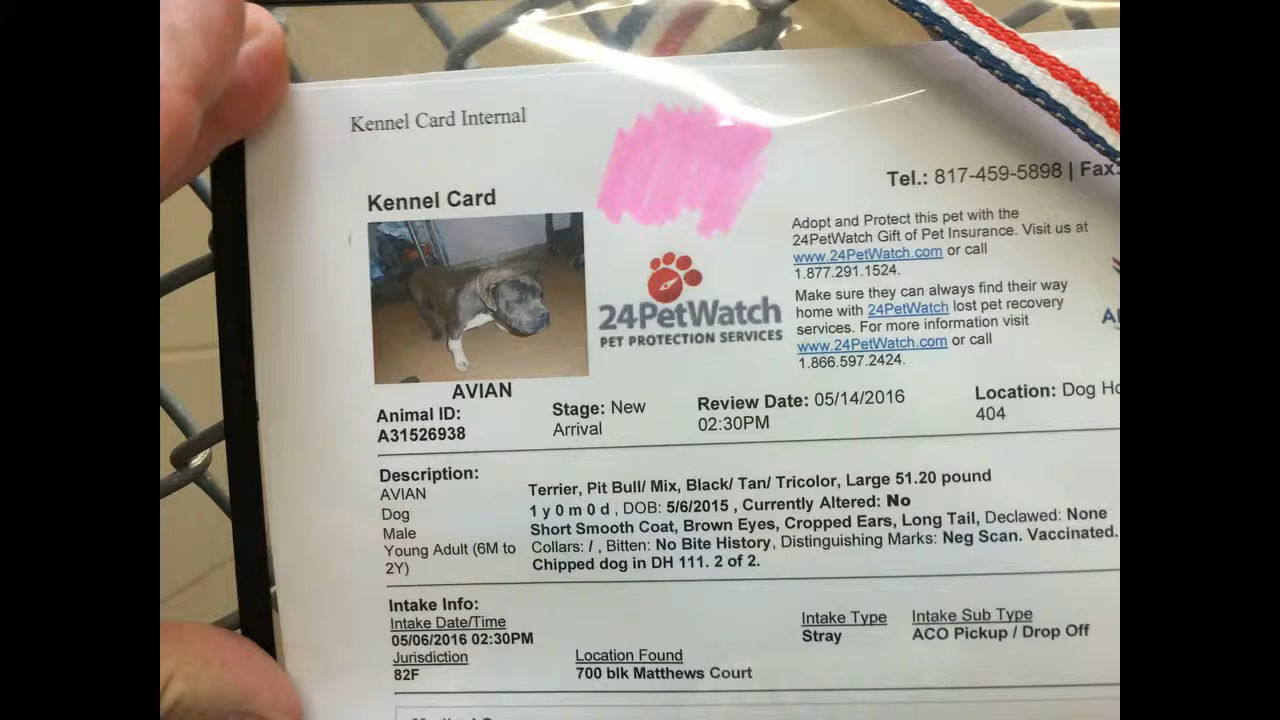 Kennel Card Internal
Kennel Card
Tel.: 817-459-5898 | Fax:
Adopt and Protect this pet with the
24PetWatch Gift of Pet Insurance. Visit us at
www.24PetWatch.com or call
1.877.291.1524.
Make sure they can always find their way
home with 24PetWatch lost pet recovery
services. For more information visit
www.24PetWatch.com or call
1.866.597.2424.
24PetWatch
PET PROTECTION SERVICES
AVIAN
Animal ID:
A31526938
Stage: New
Arrival
Review Date: 05/14/2016
02:30PM
Location: Dog
404
Description:
AVIAN
Dog
Male
Young Adult (6M to
2Y)
Terrier, Pit Bull/ Mix, Black/ Tan/ Tricolor, Large 51.20 pound
1 y 0 m 0 d , DOB: 5/6/2015 , Currently Altered: No
Short Smooth Coat, Brown Eyes, Cropped Ears, Long Tail, Declawed: None
Collars: / , Bitten: No Bite History, Distinguishing Marks: Neg Scan. Vaccinated.
Chipped dog in DH 111. 2 of 2.
Intake Info:
Intake Date/Time
05/06/2016 02:30PM
Intake Type
Stray
Intake Sub Type
ACO Pickup / Drop Off
Jurisdiction
82F
Location Found
700 blk Matthews Court